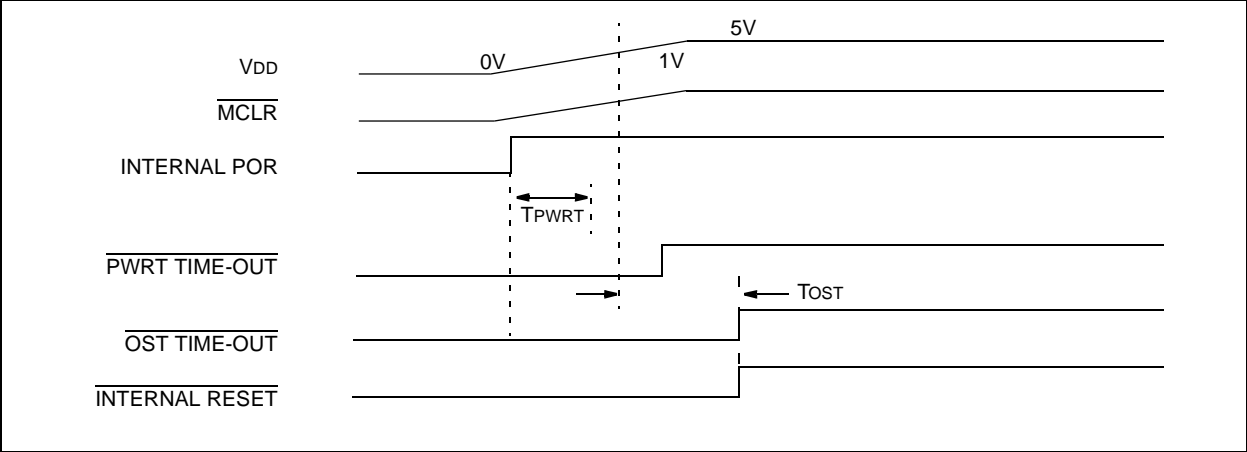 5V
VDD 0V 1V
MCLR
INTERNAL POR
TPWRT
PWRT TIME-OUT
TOST
OST TIME-OUT
INTERNAL RESET